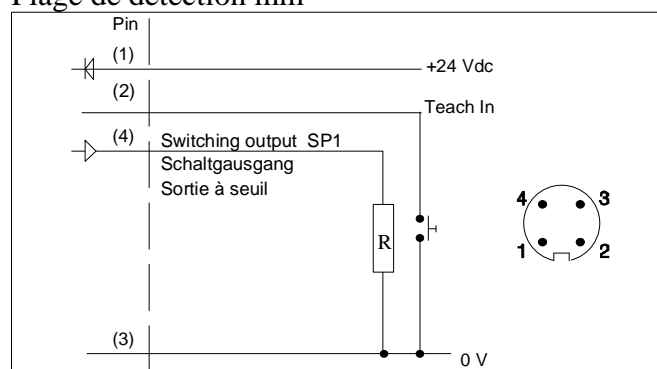 Plage de détection mm
Pin
(1)
+24 Vdc
(2)
Teach In
(4) Switching output SP1
Schaltgausgang
Sortie à seuil
R
4 3
1 2
(3)
0 V